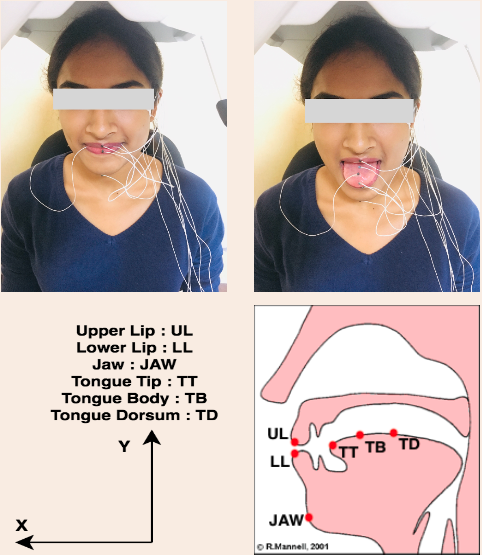 Upper Lip : UL
Lower Lip : LL
Jaw : JAW
Tongue Tip : TT
Tongue Body : TB
Tongue Dorsum : TD
Y
X
UL
LL
TT
TB
TD
JAW
© R.Mannell, 2001